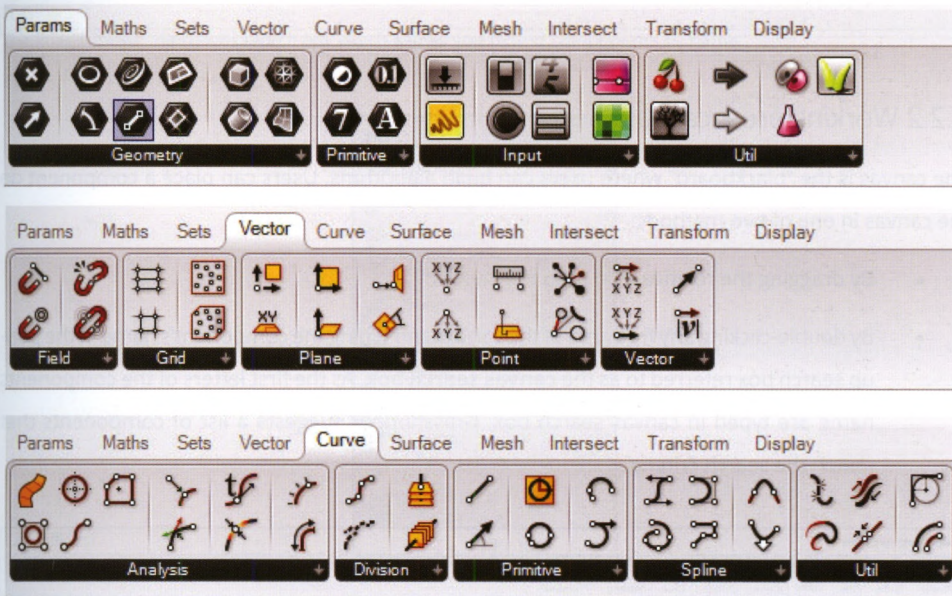 Params Maths Sets Vector Curve Surface Mesh Intersect Transform Display
0.1
7 A
Geometry Primitive Input Util
Params Maths Sets Vector Curve Surface Mesh Intersect Transform Display
XYZ
XY XYZ XYZ |v|
XYZ
Field Grid Plane Point Vector
Params Maths Sets Vector Curve Surface Mesh Intersect Transform Display
t
Analysis Division Primitive Spline Util